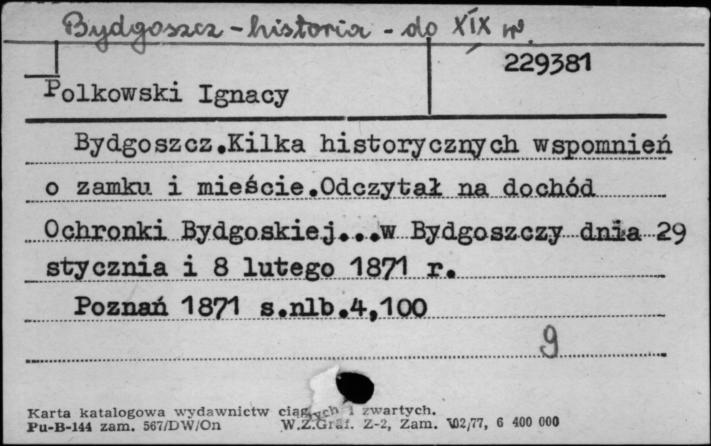 Bydgoszcz - historia - do XIX w.
229381
Polkowski Ignacy
Bydgoszcz.Kilka historycznych wspomnień
o zamku i mieście.Odczytał na dochód
Ochronki Bydgoskiej...w Bydgoszczy dnia 29
stycznia i 8 lutego 1871 r.
Poznań 1871 s.nlb.4,100
9
Karta katalogowa wydawnictw ciągłych i zwartych.
Pu-B-144 zam. 567/DW/On W.Z.Graf. Z-2, Zam. 102/77, 6 400 000